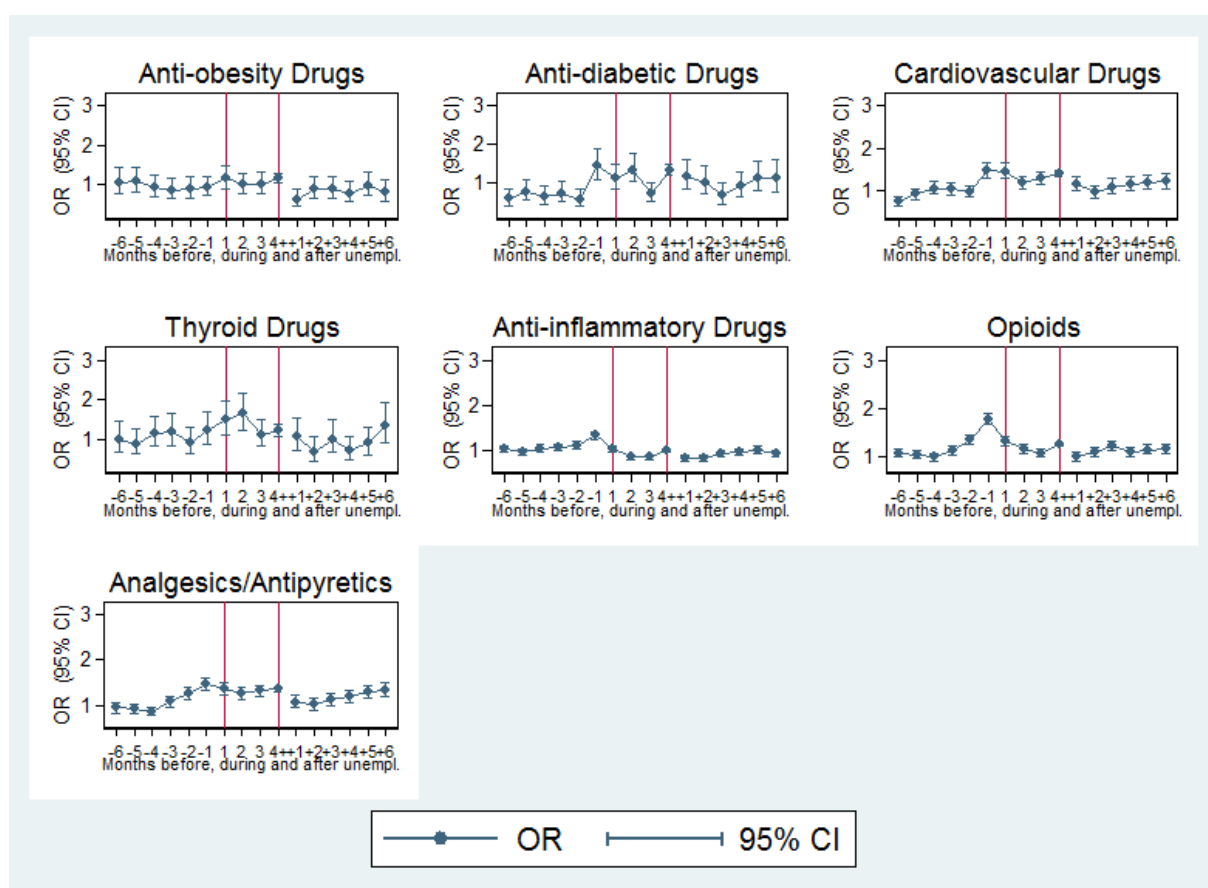 Anti-obesity Drugs
OR (95% CI)
3
2
1
-6 -5 -4 -3 -2 -1 1 2 3 4+ +1 +2 +3 +4 +5 +6
Months before, during and after unempl.
Anti-diabetic Drugs
OR (95% CI)
3
2
1
-6 -5 -4 -3 -2 -1 1 2 3 4+ +1 +2 +3 +4 +5 +6
Months before, during and after unempl.
Cardiovascular Drugs
OR (95% CI)
3
2
1
-6 -5 -4 -3 -2 -1 1 2 3 4+ +1 +2 +3 +4 +5 +6
Months before, during and after unempl.
Thyroid Drugs
OR (95% CI)
3
2
1
-6 -5 -4 -3 -2 -1 1 2 3 4+ +1 +2 +3 +4 +5 +6
Months before, during and after unempl.
Anti-inflammatory Drugs
OR (95% CI)
3
2
1
-6 -5 -4 -3 -2 -1 1 2 3 4+ +1 +2 +3 +4 +5 +6
Months before, during and after unempl.
Opioids
OR (95% CI)
3
2
1
-6 -5 -4 -3 -2 -1 1 2 3 4+ +1 +2 +3 +4 +5 +6
Months before, during and after unempl.
Analgesics/Antipyretics
OR (95% CI)
3
2
1
-6 -5 -4 -3 -2 -1 1 2 3 4+ +1 +2 +3 +4 +5 +6
Months before, during and after unempl.
OR 95% CI